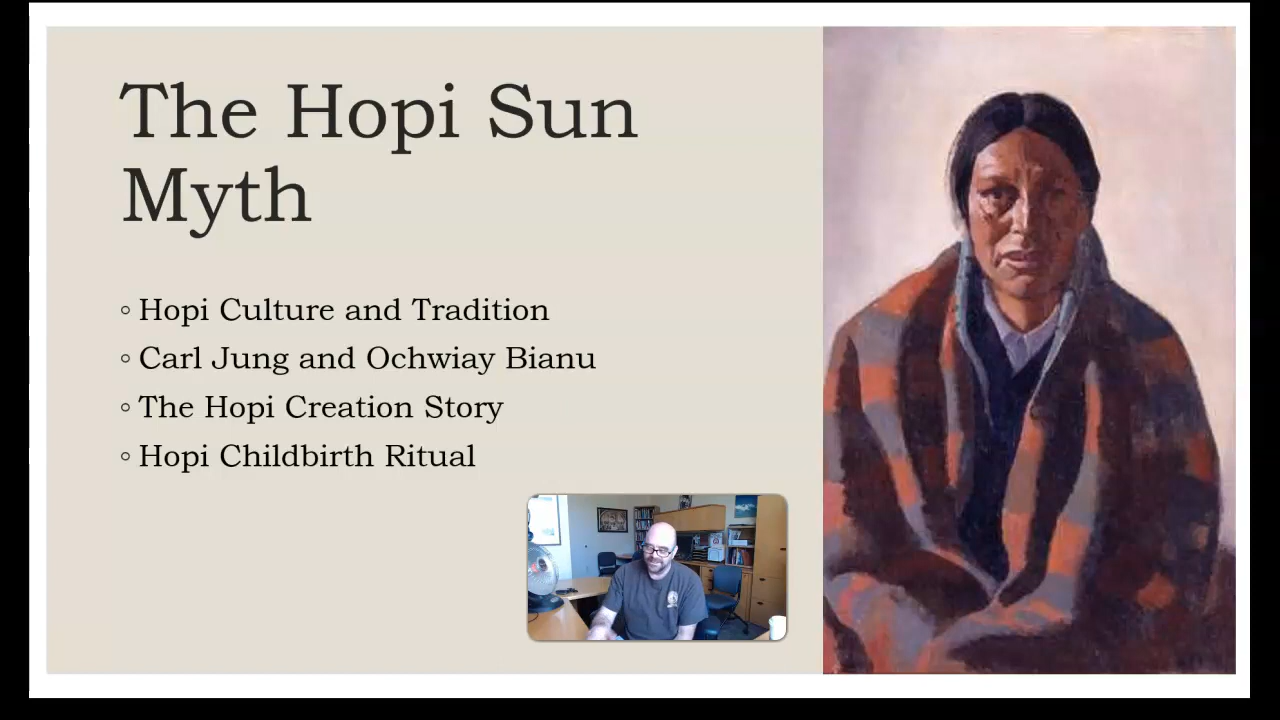 The Hopi Sun
Myth
◦ Hopi Culture and Tradition
◦ Carl Jung and Ochwiay Bianu
◦ The Hopi Creation Story
◦ Hopi Childbirth Ritual